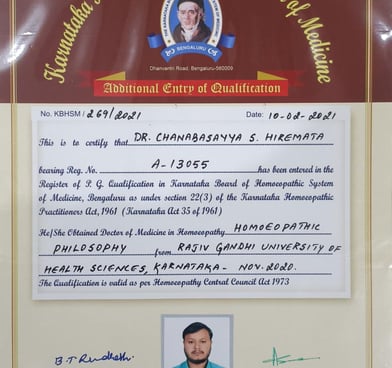 Karnataka
of Medicine
BENGALURU
Dhanvantri Road, Bengaluru-560009
Additional Entry of Qualification
No. KBHSM / 269/2021 Date: 10-02-2021
This is to certify that DR. CHANABASAYYA S. HIREMATA
bearing Reg. No. A-13055 has been entered in the
Register of P. G. Qualification in Karnataka Board of Homoeopathic System
of Medicine, Bengaluru as under section 22(3) of the Karnataka Homoeopathic
Practitioners Act, 1961 (Karnataka Act 35 of 1961)
He/She Obtained Doctor of Medicine in Homoeopathy HOMOEOPATHIC
PHILOSOPHY from RAJIV GANDHI UNIVERSITY OF
HEALTH SCIENCES, KARNATAKA - NOV. 2020.
The Qualification is valid as per Homoeopathy Central Council Act 1973